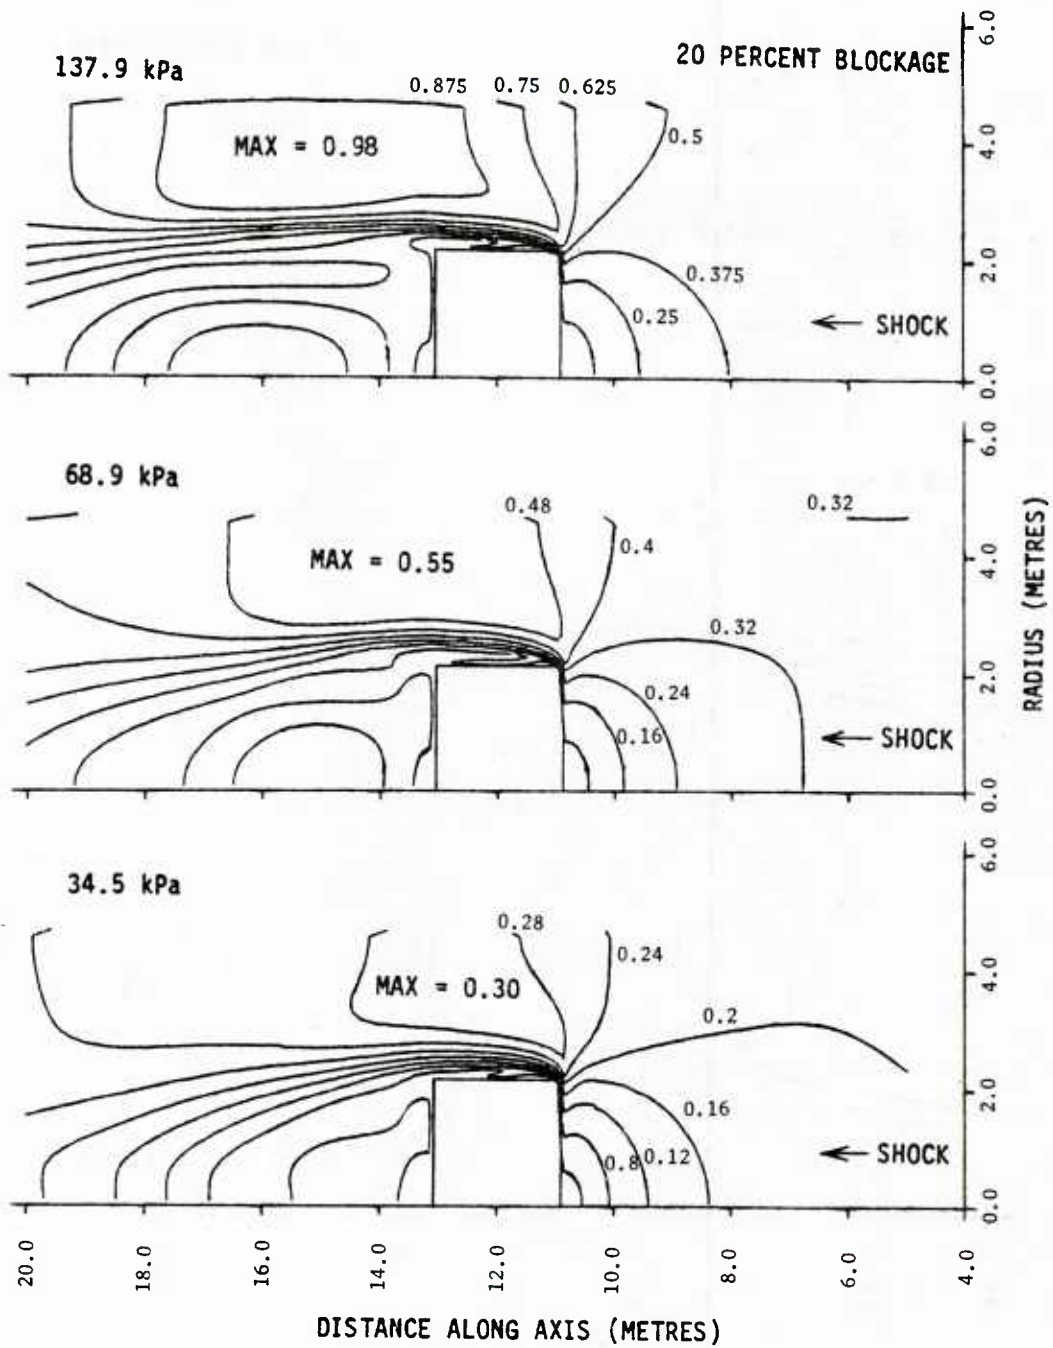 137.9 kPa
20 PERCENT BLOCKAGE
0.875 0.75 0.625
0.5
MAX = 0.98
0.375
0.25
← SHOCK
6.0
4.0
2.0
0.0
68.9 kPa
0.48
0.32
0.4
MAX = 0.55
0.32
0.24
0.16
← SHOCK
6.0
4.0
2.0
0.0
RADIUS (METRES)
34.5 kPa
0.28
0.24
MAX = 0.30
0.2
0.16
0.8 0.12
← SHOCK
6.0
4.0
2.0
0.0
20.0 18.0 16.0 14.0 12.0 10.0 8.0 6.0 4.0
DISTANCE ALONG AXIS (METRES)